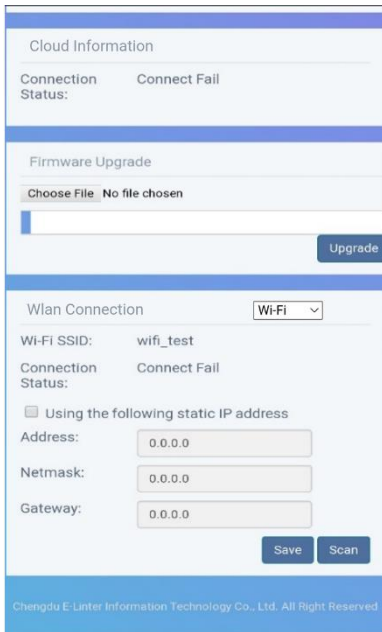 Cloud Information
Connection Connect Fail
Status:
Firmware Upgrade
Choose File No file chosen
Upgrade
Wlan Connection Wi-Fi
Wi-Fi SSID: wifi_test
Connection Connect Fail
Status:
Using the following static IP address
Address: 0.0.0.0
Netmask: 0.0.0.0
Gateway: 0.0.0.0
Save Scan
Chengdu E-Linter Information Technology Co., Ltd. All Right Reserved